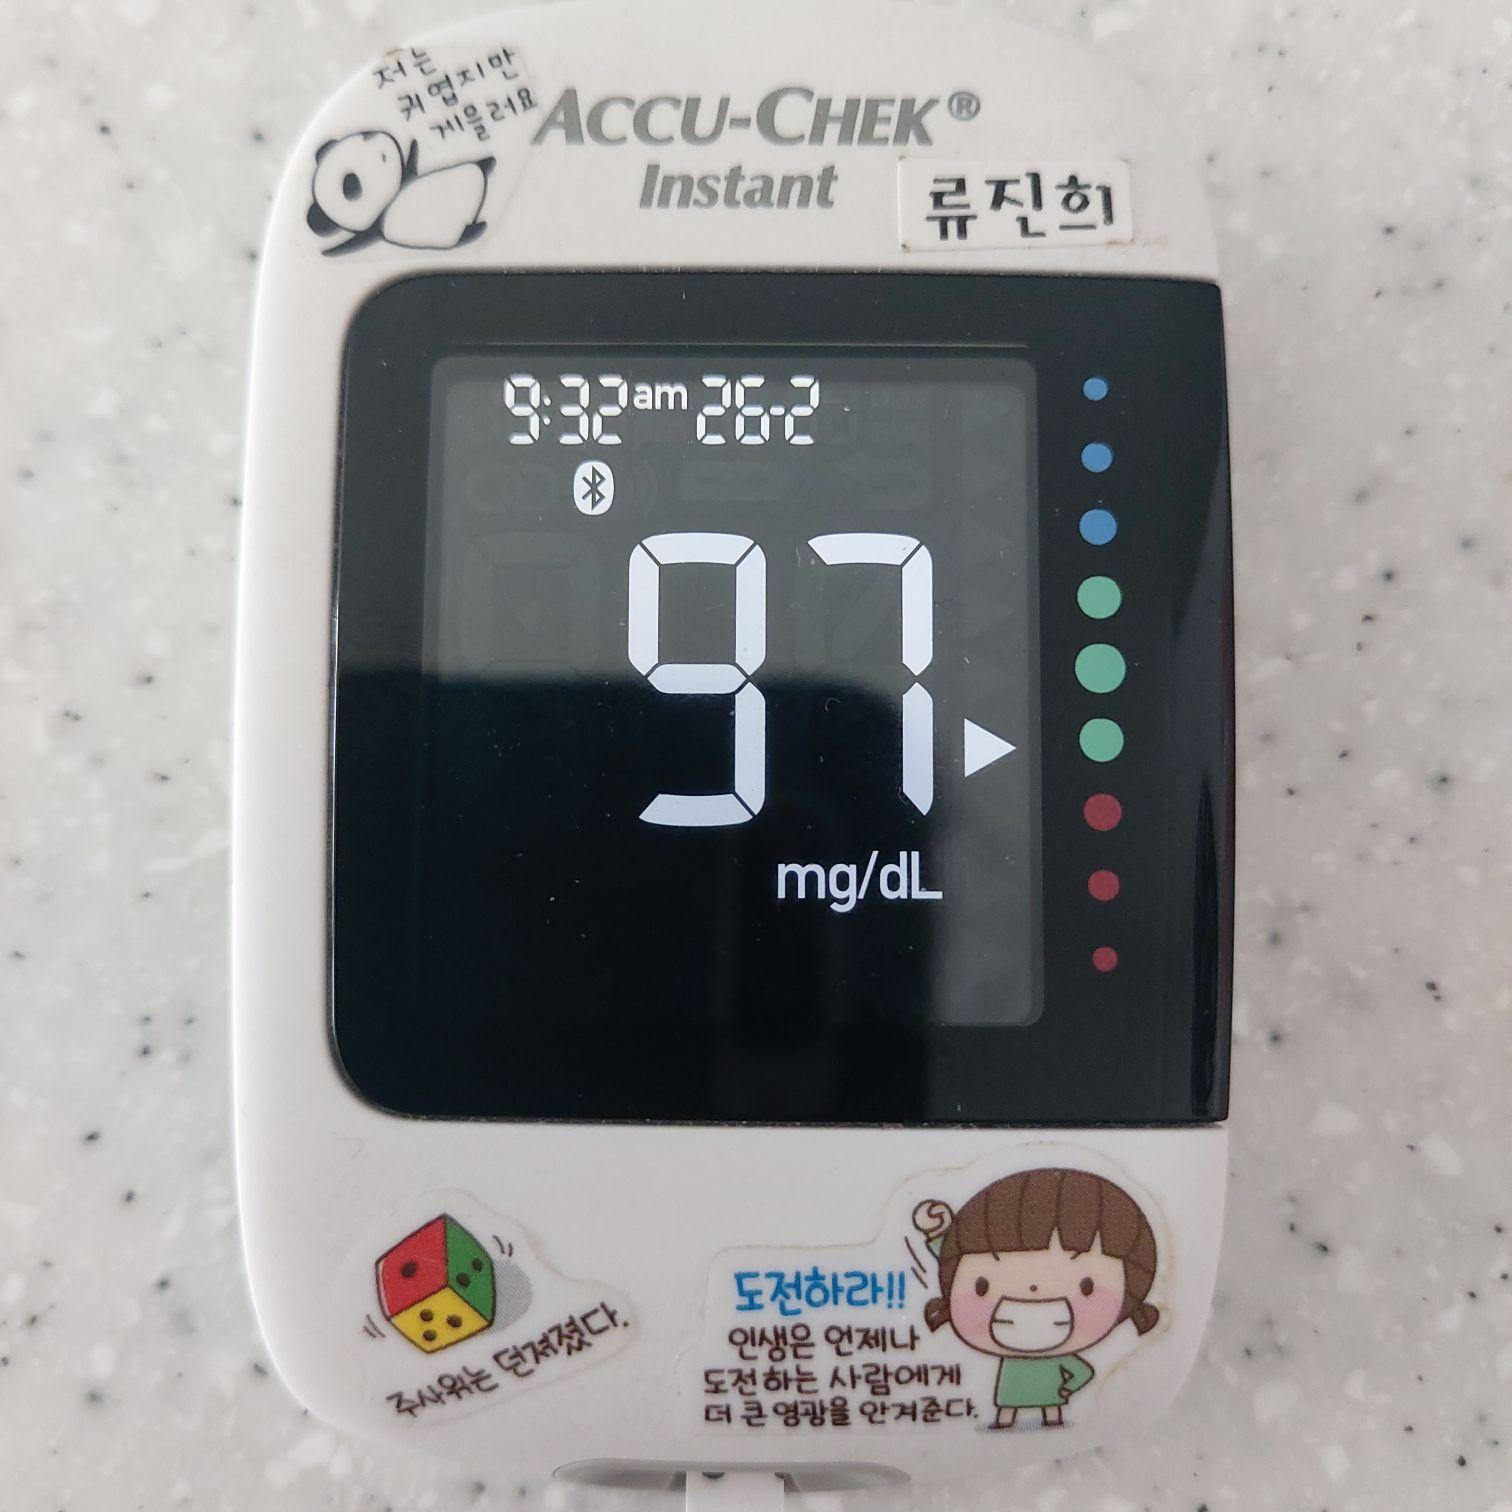 저는
귀엽지만
게을러요
ACCU-CHEK®
Instant
류진희
9:32 am 26-2
97
mg/dL
주사위는 던져졌다.
도전하라!!
인생은 언제나
도전하는 사람에게
더 큰 영광을 안겨준다.